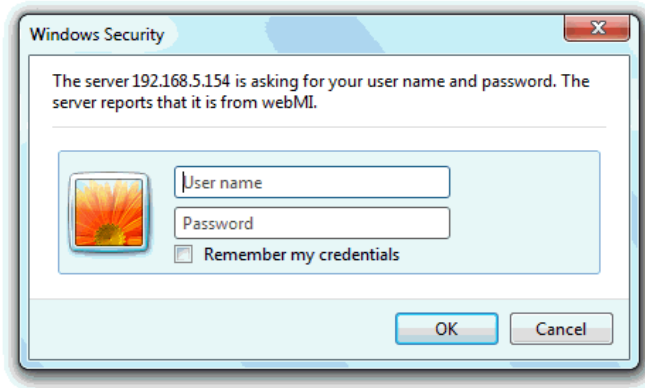 Windows Security
The server 192.168.5.154 is asking for your user name and password. The
server reports that it is from webMI.
User name
Password
Remember my credentials
OK
Cancel